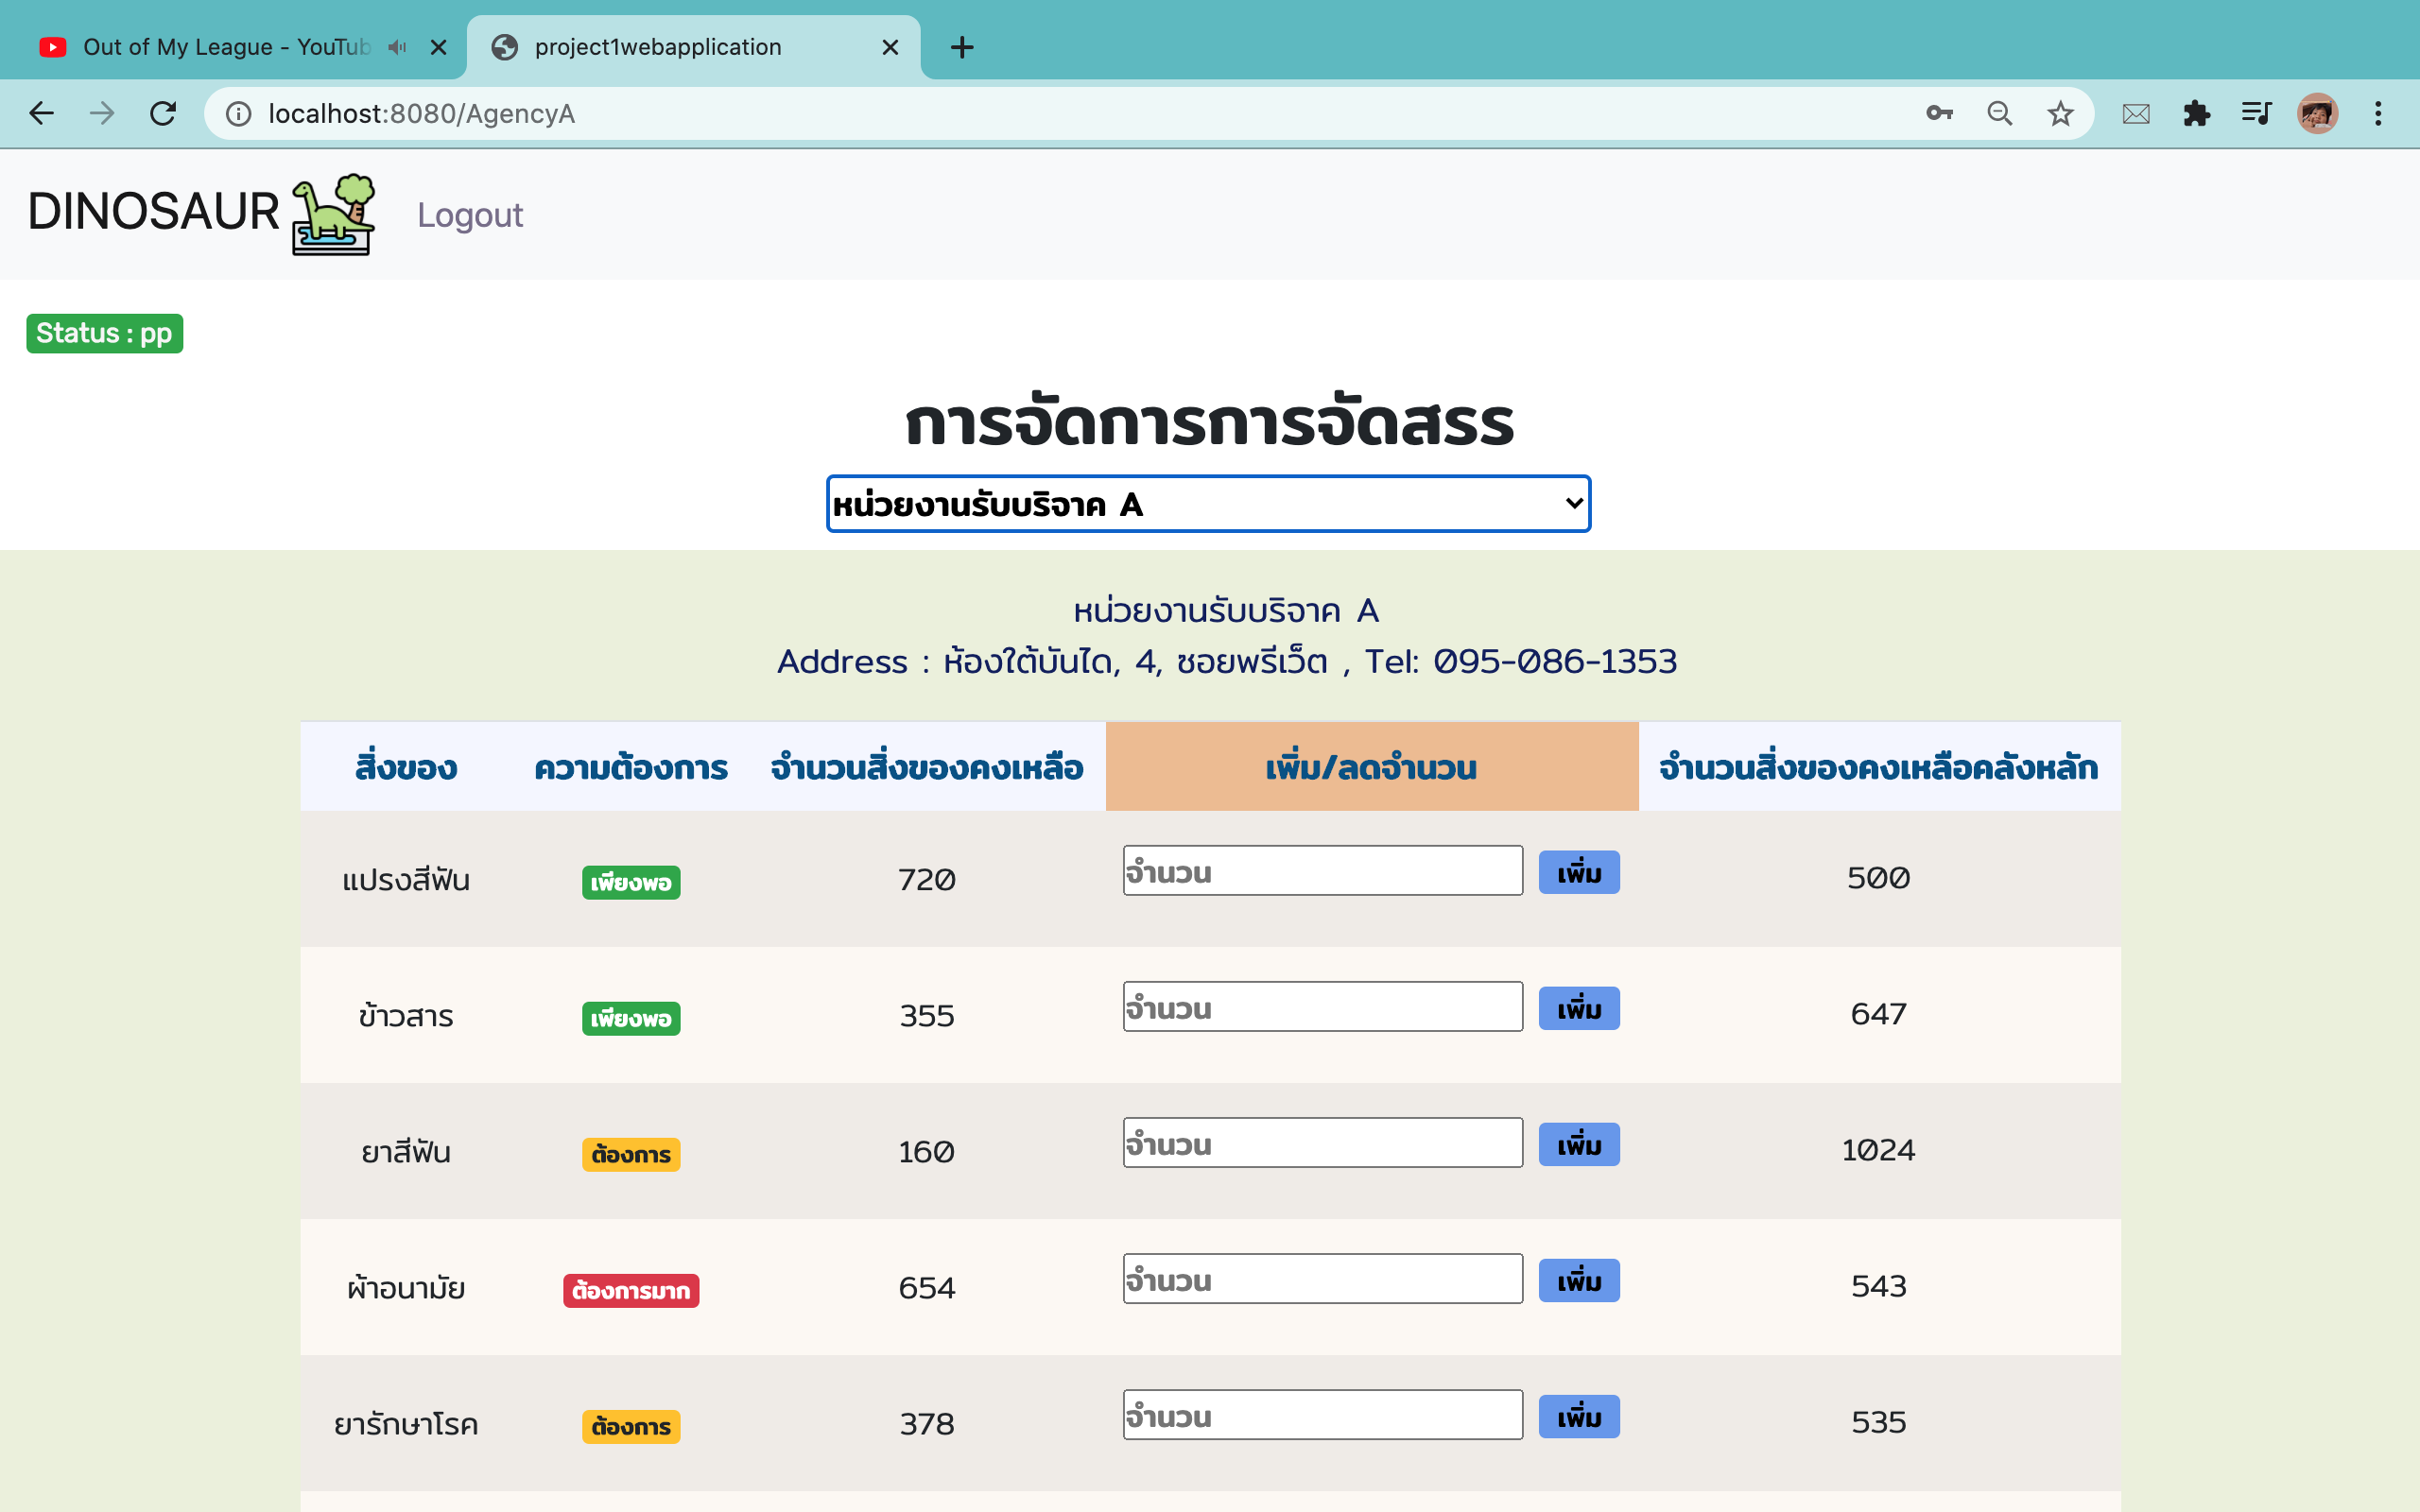 Out of My League - YouTub
project1webapplication
localhost:8080/AgencyA
DINOSAUR Logout
Status : pp
การจัดการการจัดสรร
หน่วยงานรับบริจาค A
หน่วยงานรับบริจาค A
Address : ห้องใต้บันได, 4, ซอยพรีเว็ต , Tel: 095-086-1353
สิ่งของ ความต้องการ จำนวนสิ่งของคงเหลือ เพิ่ม/ลดจำนวน จำนวนสิ่งของคงเหลือคลังหลัก
แปรงสีฟัน เพียงพอ 720 จำนวน เพิ่ม 500
ข้าวสาร เพียงพอ 355 จำนวน เพิ่ม 647
ยาสีฟัน ต้องการ 160 จำนวน เพิ่ม 1024
ผ้าอนามัย ต้องการมาก 654 จำนวน เพิ่ม 543
ยารักษาโรค ต้องการ 378 จำนวน เพิ่ม 535